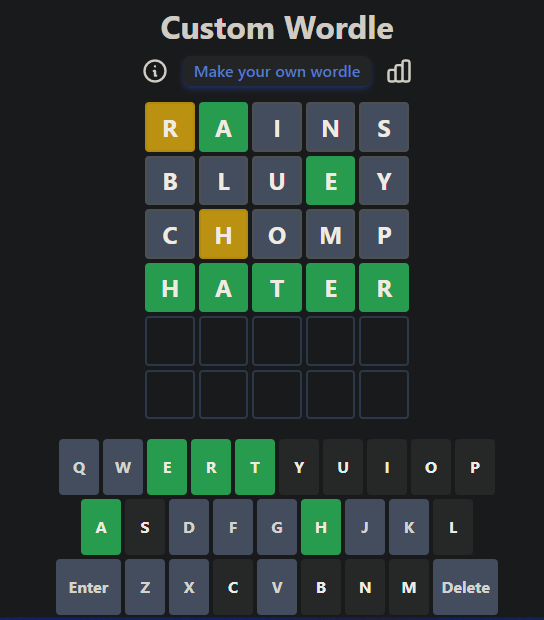 Custom Wordle
Make your own wordle
R A I N S
B L U E Y
C H O M P
H A T E R
Q W E R T Y U I O P
A S D F G H J K L
Enter Z X C V B N M Delete